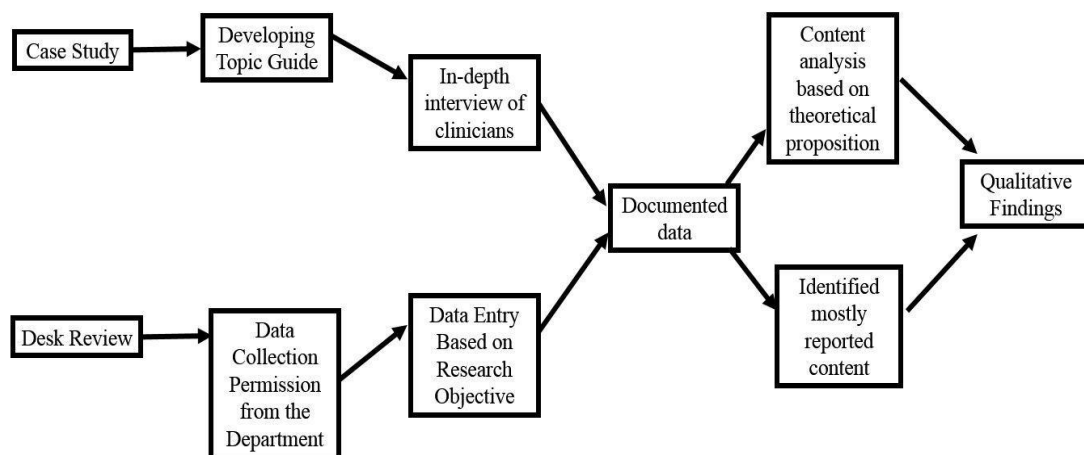 Case Study
Developing
Topic Guide
In-depth
interview of
clinicians
Desk Review
Data
Collection
Permission
from the
Department
Data Entry
Based on
Research
Objective
Documented
data
Content
analysis
based on
theoretical
proposition
Identified
mostly
reported
content
Qualitative
Findings